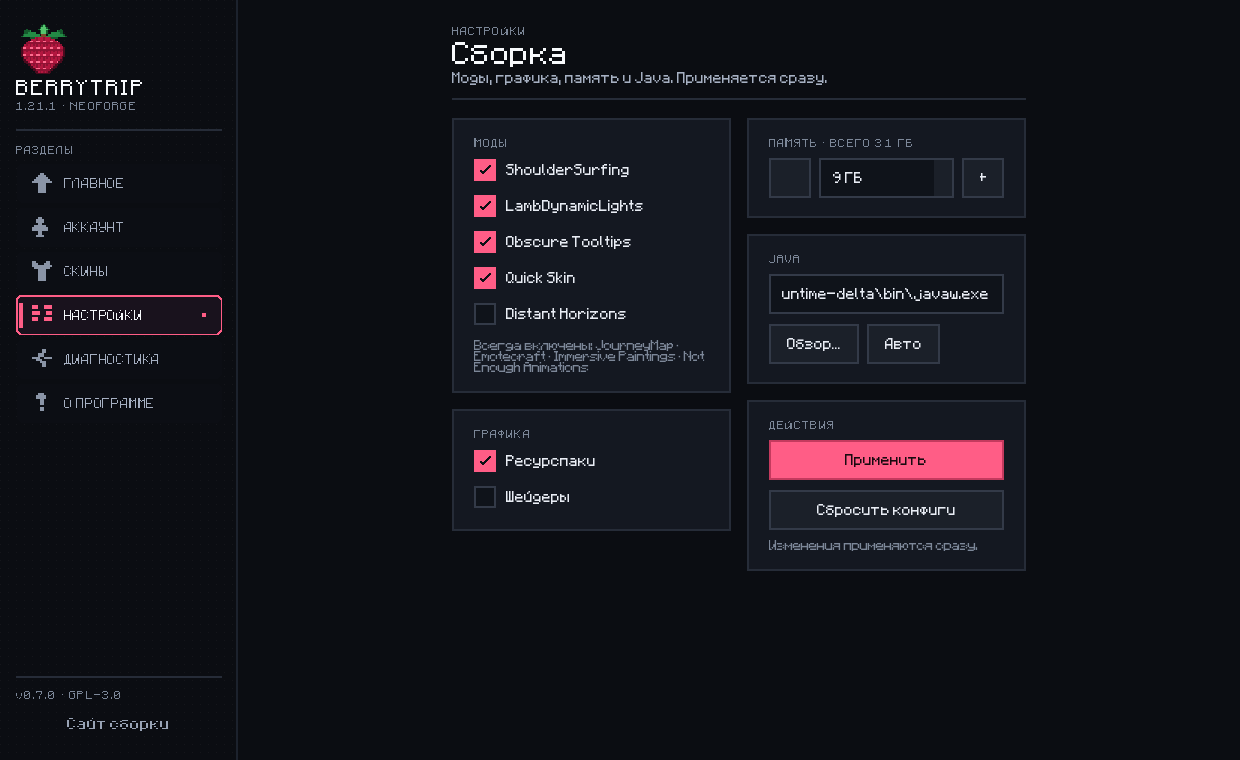 BERRYTRIP
1.21.1 · NEOFORGE
РАЗДЕЛЫ
ГЛАВНОЕ
АККАУНТ
СКИНЫ
НАСТРОЙКИ
ДИАГНОСТИКА
О ПРОГРАММЕ
v0.7.0 · GPL-3.0
Сайт сборки
НАСТРОЙКИ
Сборка
Моды, графика, память и Java. Применяется сразу.
МОДЫ
ShoulderSurfing
LambDynamicLights
Obscure Tooltips
Quick Skin
Distant Horizons
Всегда включены: JourneyMap ·
Emotecraft · Immersive Paintings · Not
Enough Animations
ГРАФИКА
Ресурспаки
Шейдеры
ПАМЯТЬ · ВСЕГО 31 ГБ
9 ГБ
+
JAVA
untime-delta\bin\javaw.exe
Обзор...
Авто
ДЕЙСТВИЯ
Применить
Сбросить конфиги
Изменения применяются сразу.